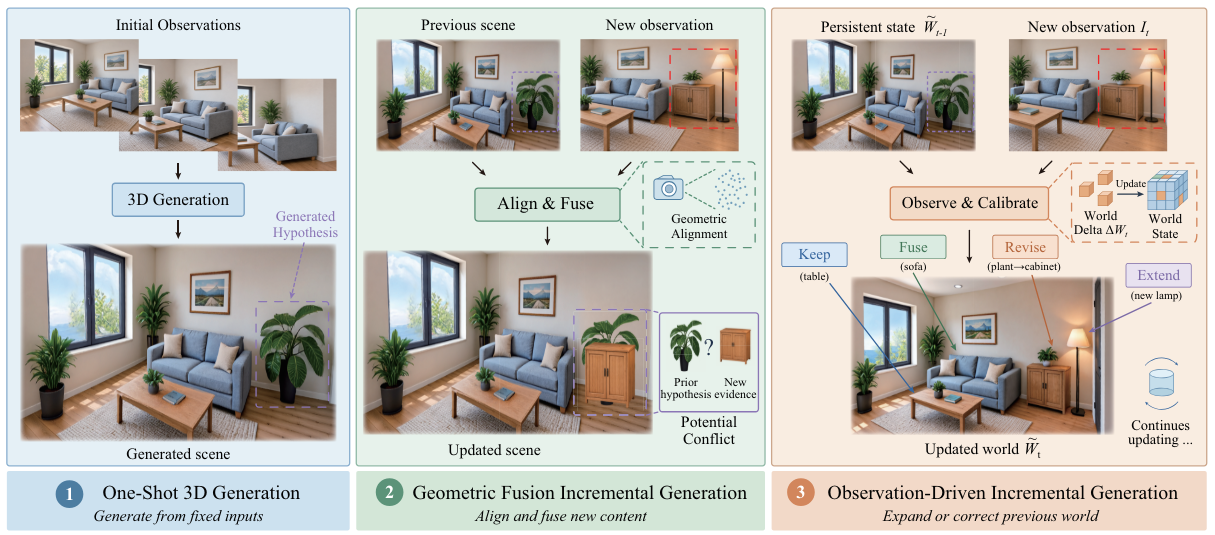 Initial Observations
3D Generation
Generated
Hypothesis
Generated scene
1 One-Shot 3D Generation
Generate from fixed inputs
Previous scene
New observation
Align & Fuse
Geometric
Alignment
?
Prior
hypothesis
New
evidence
Potential
Conflict
Updated scene
2 Geometric Fusion Incremental Generation
Align and fuse new content
Persistent state W̃_{t-1}
New observation I_t
Observe & Calibrate
Update
World
Delta ΔW_t
World
State
Keep
(table)
Fuse
(sofa)
Revise
(plant→cabinet)
Extend
(new lamp)
Continues
updating ...
Updated world W̃_t
3 Observation-Driven Incremental Generation
Expand or correct previous world